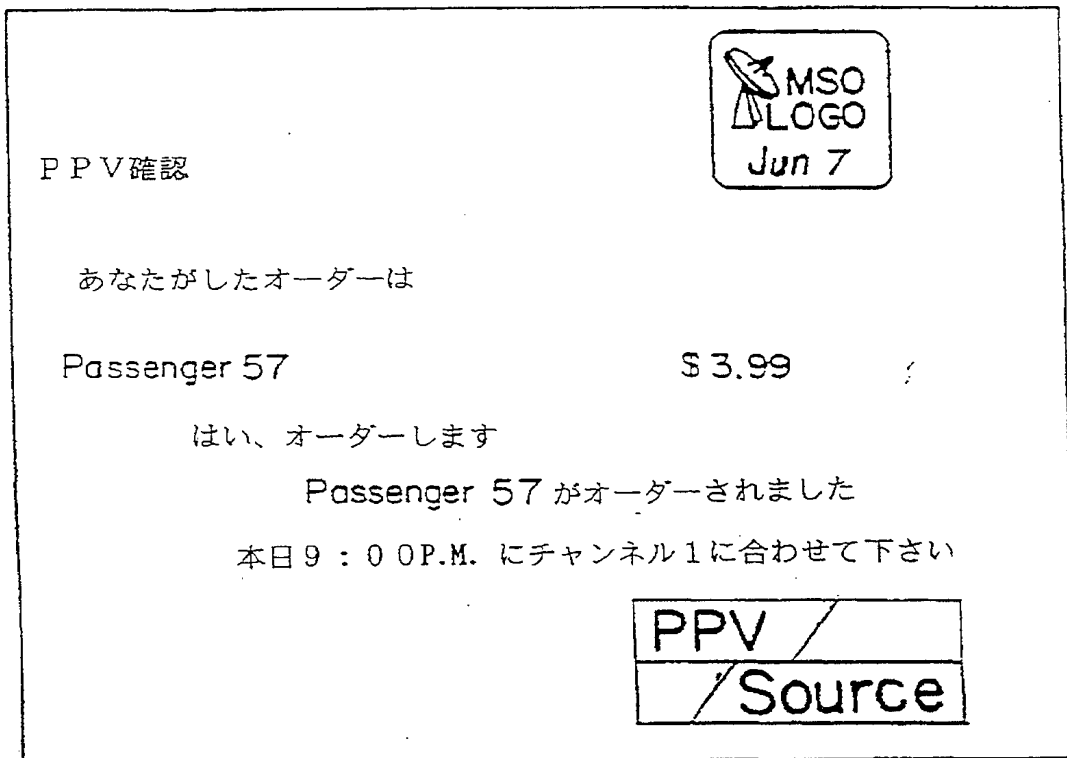 MSO
LOGO
Jun 7
PPV確認
あなたがしたオーダーは
Passenger 57 $3.99
はい、オーダーします
Passenger 57 がオーダーされました
本日9:00P.M. にチャンネル1に合わせて下さい
PPV
Source